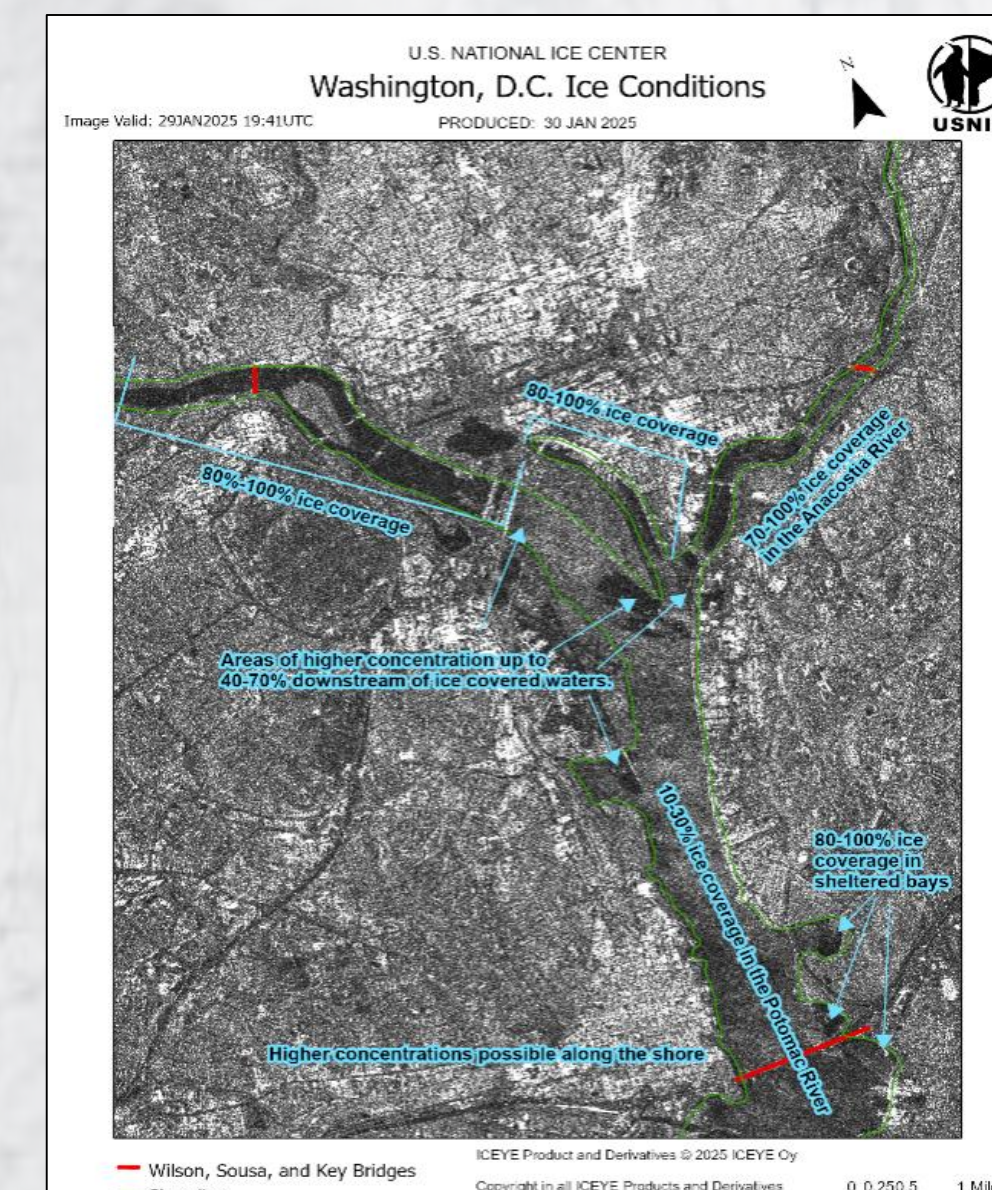 U.S. NATIONAL ICE CENTER
Washington, D.C. Ice Conditions
N
Image Valid: 29JAN2025 19:41UTC
PRODUCED: 30 JAN 2025
USNI
80-100% ice coverage
80%-100% ice coverage
70-100% ice coverage
in the Anacostia River
Areas of higher concentration up to
40-70% downstream of ice covered waters.
10-30% ice coverage in the Potomac River
80-100% ice
coverage in
sheltered bays
Higher concentrations possible along the shore
Wilson, Sousa, and Key Bridges
ICEYE Product and Derivatives © 2025 ICEYE Oy
Copyright in all ICEYE Products and Derivatives
0 0.250.5 1 Mil